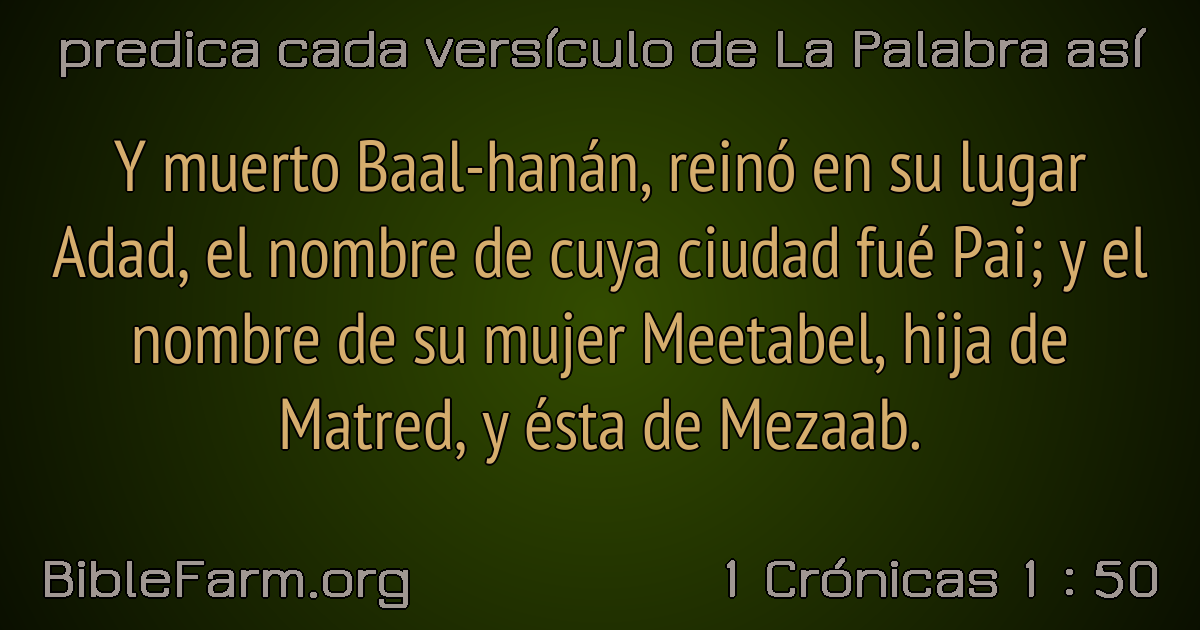 predica cada versículo de La Palabra así
Y muerto Baal-hanán, reinó en su lugar
Adad, el nombre de cuya ciudad fué Pai; y el
nombre de su mujer Meetabel, hija de
Matred, y ésta de Mezaab.
BibleFarm.org
1 Crónicas 1 : 50